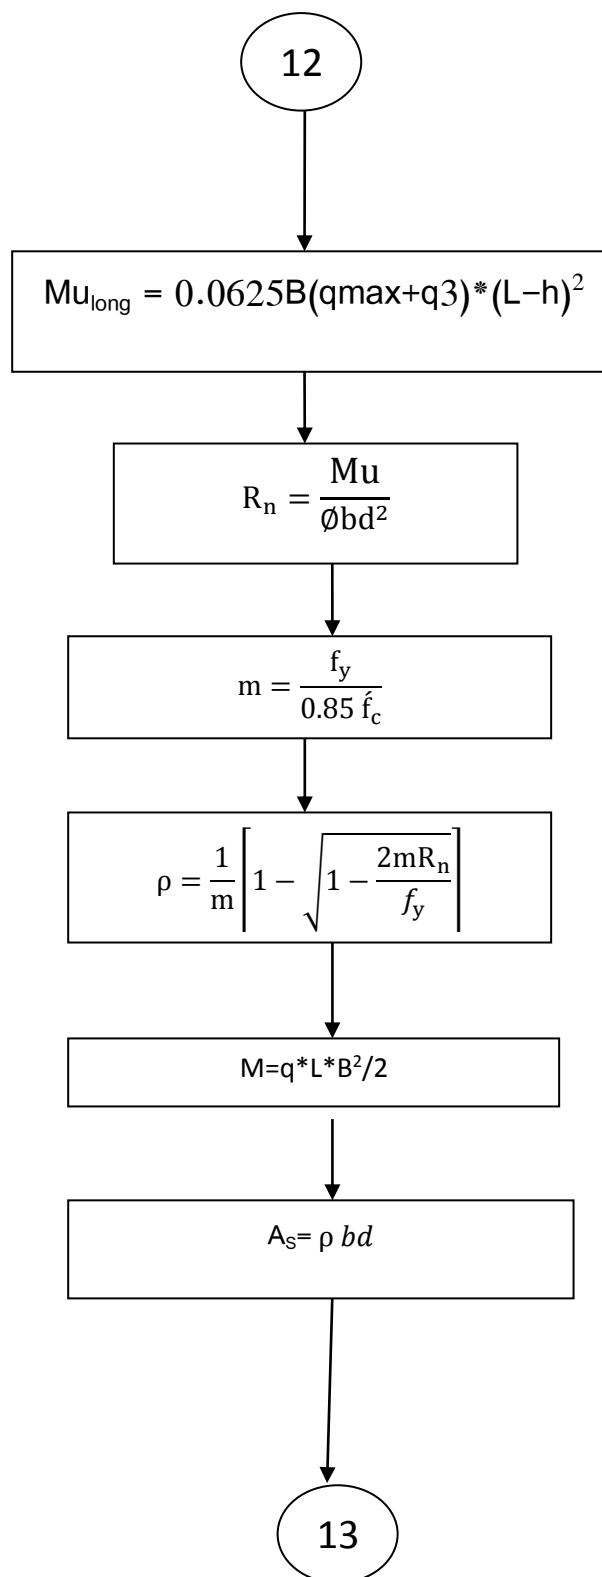 12
Mu_long = 0.0625B(qmax+q3)*(L−h)²
R_n = Mu / Øbd²
m = f_y / 0.85 f́_c
ρ = 1/m [1 − √(1 − 2mR_n / f_y)]
M=q*L*B²/2
A_S= ρ bd
13